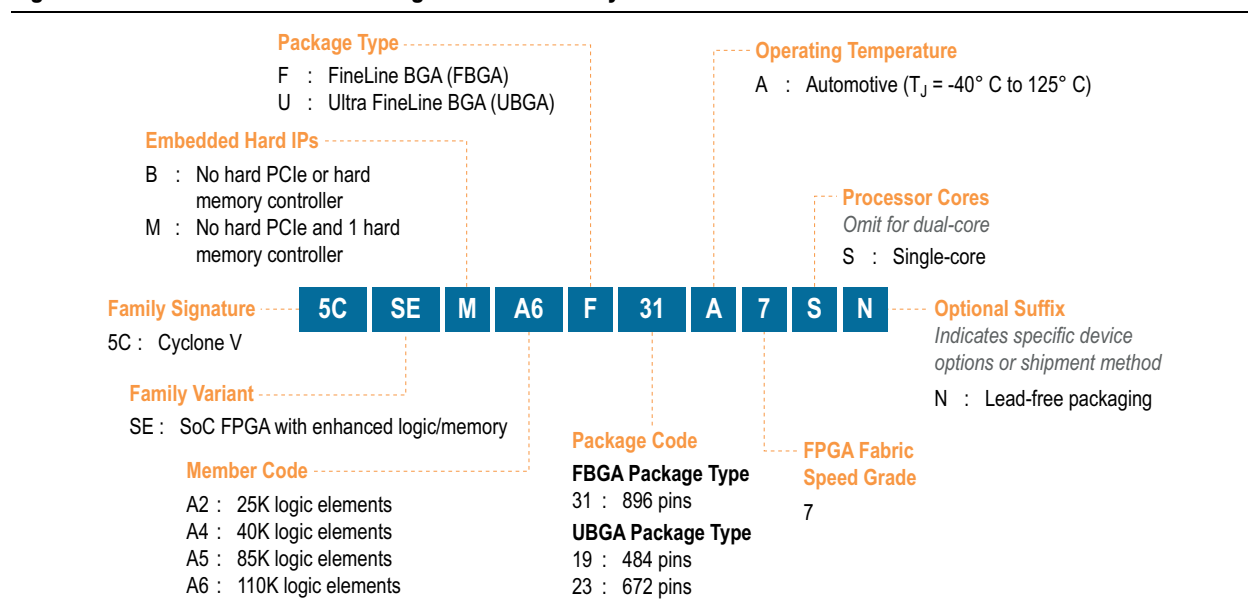 Package Type
F : FineLine BGA (FBGA)
U : Ultra FineLine BGA (UBGA)
Operating Temperature
A : Automotive (TJ = -40° C to 125° C)
Embedded Hard IPs
B : No hard PCIe or hard
memory controller
M : No hard PCIe and 1 hard
memory controller
Processor Cores
Omit for dual-core
S : Single-core
Family Signature
5C : Cyclone V
5C SE M A6 F 31 A 7 S N
Optional Suffix
Indicates specific device
options or shipment method
N : Lead-free packaging
Family Variant
SE : SoC FPGA with enhanced logic/memory
Member Code
A2 : 25K logic elements
A4 : 40K logic elements
A5 : 85K logic elements
A6 : 110K logic elements
Package Code
FBGA Package Type
31 : 896 pins
UBGA Package Type
19 : 484 pins
23 : 672 pins
FPGA Fabric
Speed Grade
7